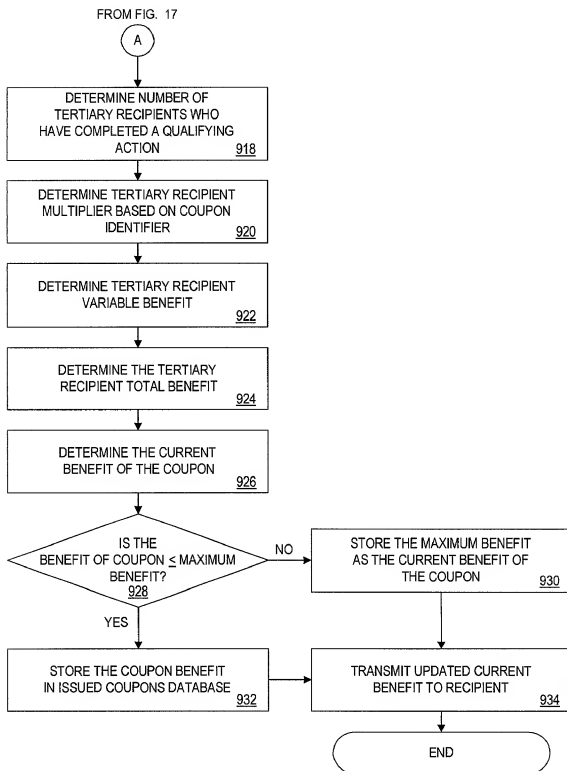 FROM FIG. 17
A
DETERMINE NUMBER OF
TERTIARY RECIPIENTS WHO
HAVE COMPLETED A QUALIFYING
ACTION
918
DETERMINE TERTIARY RECIPIENT
MULTIPLIER BASED ON COUPON
IDENTIFIER
920
DETERMINE TERTIARY RECIPIENT
VARIABLE BENEFIT
922
DETERMINE THE TERTIARY
RECIPIENT TOTAL BENEFIT
924
DETERMINE THE CURRENT
BENEFIT OF THE COUPON
926
IS THE
BENEFIT OF COUPON ≤ MAXIMUM
BENEFIT?
928
NO
STORE THE MAXIMUM BENEFIT
AS THE CURRENT BENEFIT OF
THE COUPON
930
YES
STORE THE COUPON BENEFIT
IN ISSUED COUPONS DATABASE
932
TRANSMIT UPDATED CURRENT
BENEFIT TO RECIPIENT
934
END